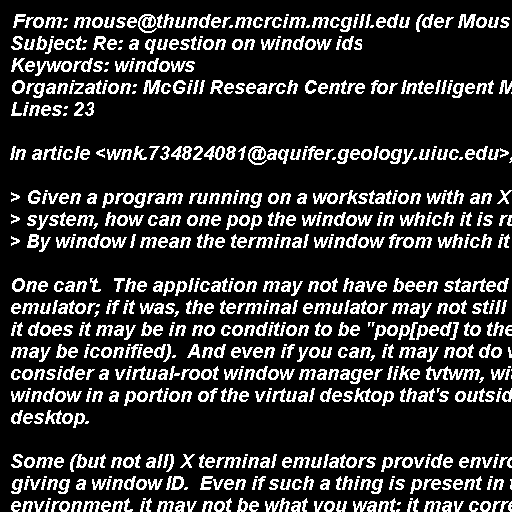 From: mouse@thunder.mcrcim.mcgill.edu (der Mous
Subject: Re: a question on window ids
Keywords: windows
Organization: McGill Research Centre for Intelligent M
Lines: 23

In article <wnk.734824081@aquifer.geology.uiuc.edu>,

> Given a program running on a workstation with an X
> system, how can one pop the window in which it is ru
> By window I mean the terminal window from which it

One can't.  The application may not have been started
emulator; if it was, the terminal emulator may not still
it does it may be in no condition to be "pop[ped] to the
may be iconified).  And even if you can, it may not do
consider a virtual-root window manager like tvtwm, wi
window in a portion of the virtual desktop that's outsid
desktop.

Some (but not all) X terminal emulators provide enviro
giving a window ID.  Even if such a thing is present in
environment, it may not be what you want; it may corre